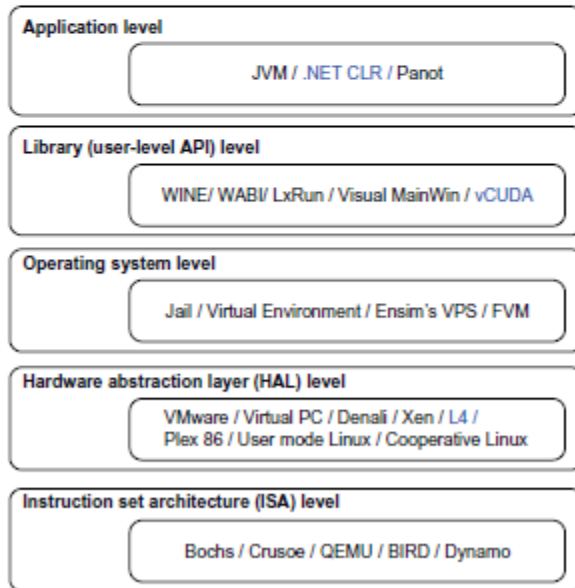 Application level
JVM / .NET CLR / Panot
Library (user-level API) level
WINE/ WABI/ LxRun / Visual MainWin / vCUDA
Operating system level
Jail / Virtual Environment / Ensim's VPS / FVM
Hardware abstraction layer (HAL) level
VMware / Virtual PC / Denali / Xen / L4 /
Plex 86 / User mode Linux / Cooperative Linux
Instruction set architecture (ISA) level
Bochs / Crusoe / QEMU / BIRD / Dynamo